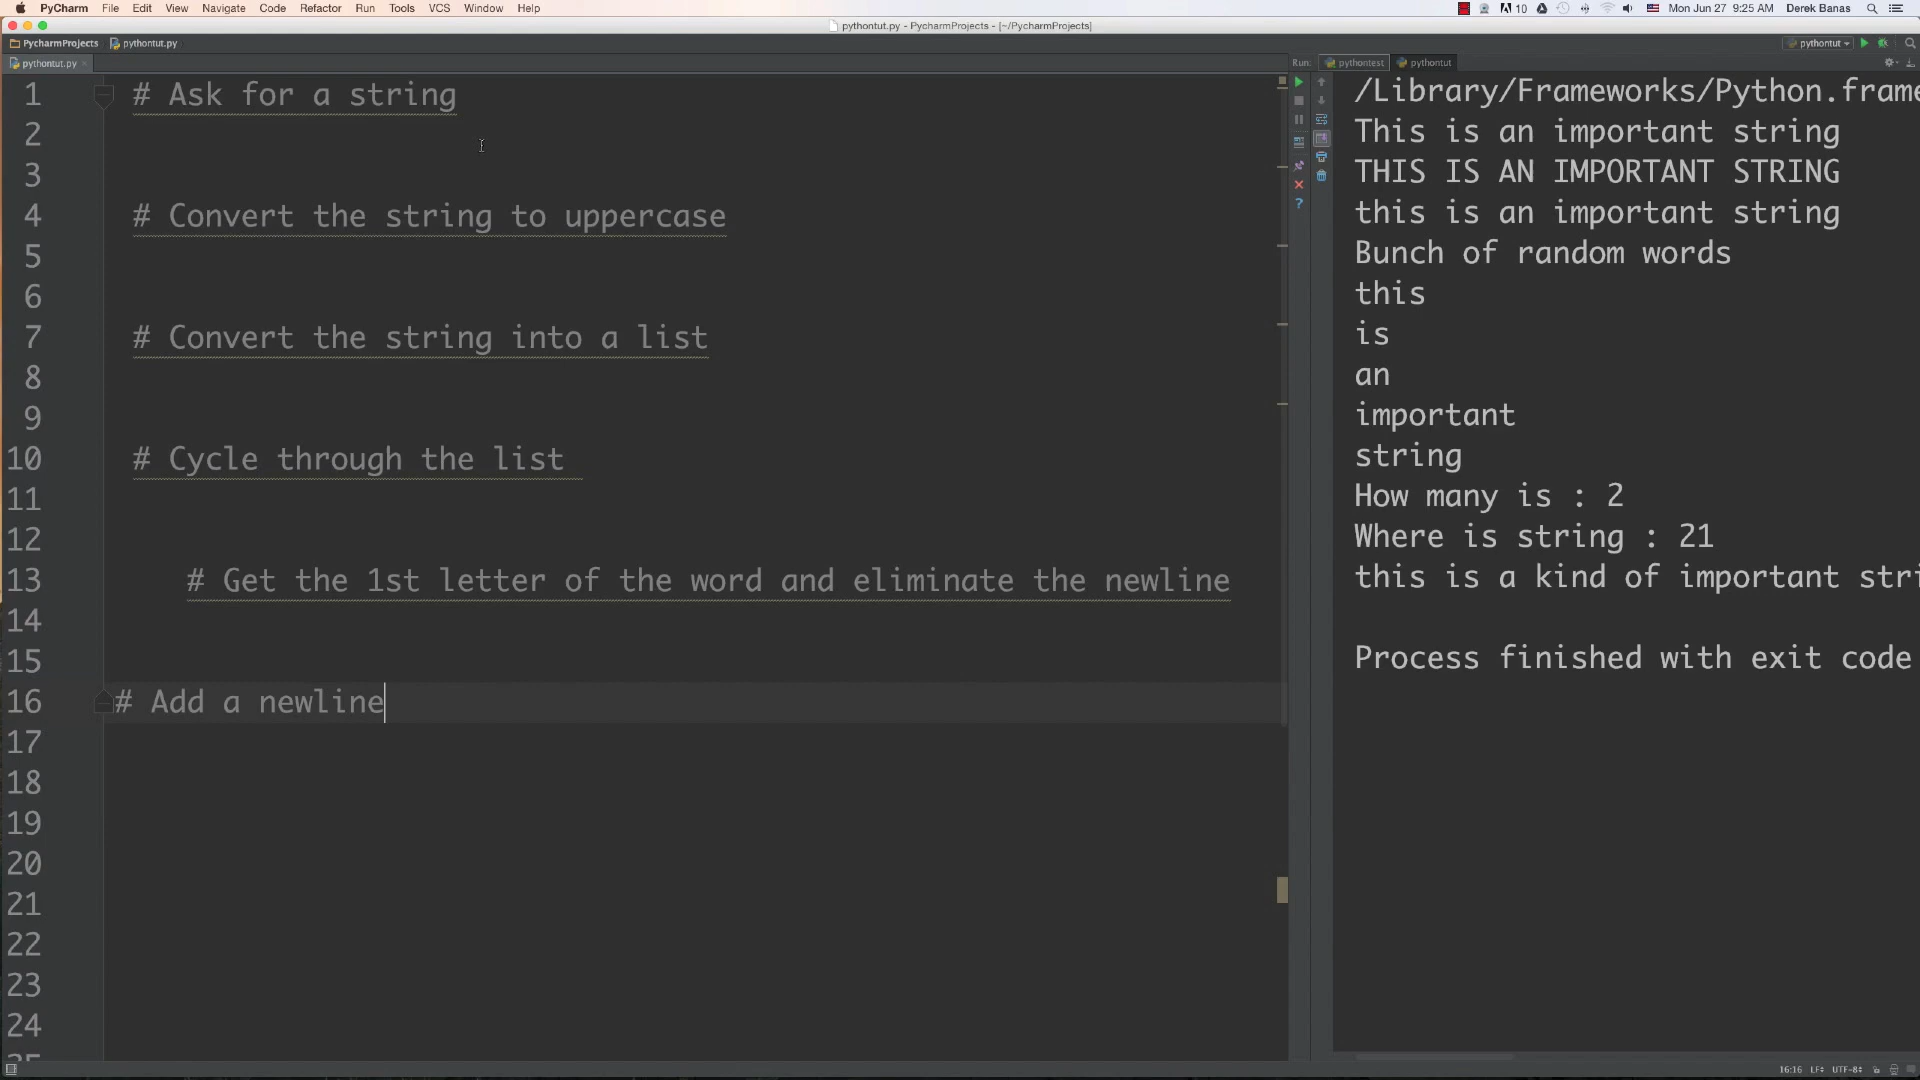 PyCharm File Edit View Navigate Code Refactor Run Tools VCS Window Help
10 Mon Jun 27 9:25 AM Derek Banas
pythontut.py - PycharmProjects - [~/PycharmProjects]
PycharmProjects pythontut.py
pythontut
pythontut.py
Run: pythontest pythontut
1 # Ask for a string
2
3
4 # Convert the string to uppercase
5
6
7 # Convert the string into a list
8
9
10 # Cycle through the list
11
12
13 # Get the 1st letter of the word and eliminate the newline
14
15
16 # Add a newline
17
18
19
20
21
22
23
24
25
/Library/Frameworks/Python.frame
This is an important string
THIS IS AN IMPORTANT STRING
this is an important string
Bunch of random words
this
is
an
important
string
How many is : 2
Where is string : 21
this is a kind of important stri
Process finished with exit code
16:16 LF÷ UTF-8÷